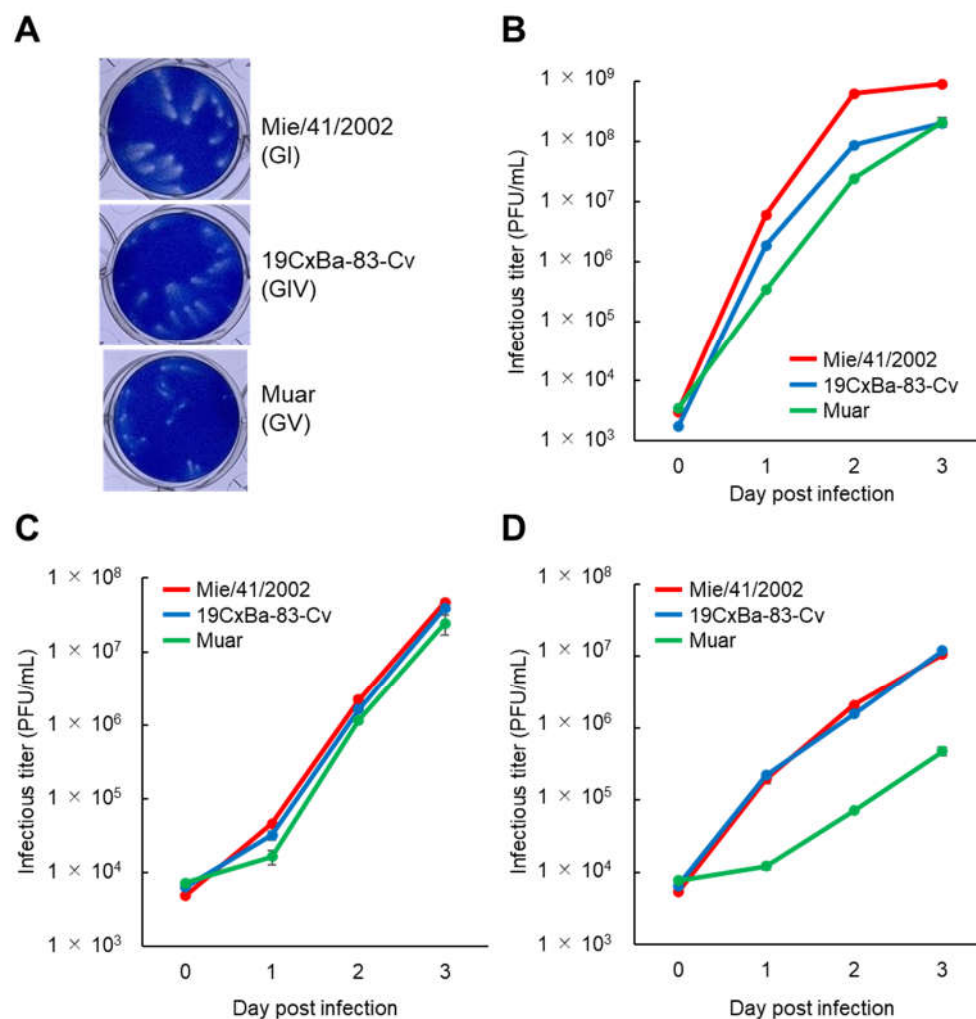 A
Mie/41/2002
(GI)
19CxBa-83-Cv
(GIV)
Muar
(GV)
B
Infectious titer (PFU/mL)
1 × 10⁹
1 × 10⁸
1 × 10⁷
1 × 10⁶
1 × 10⁵
1 × 10⁴
1 × 10³
Mie/41/2002
19CxBa-83-Cv
Muar
0 1 2 3
Day post infection
C
Infectious titer (PFU/mL)
1 × 10⁸
1 × 10⁷
1 × 10⁶
1 × 10⁵
1 × 10⁴
1 × 10³
Mie/41/2002
19CxBa-83-Cv
Muar
0 1 2 3
Day post infection
D
Infectious titer (PFU/mL)
1 × 10⁸
1 × 10⁷
1 × 10⁶
1 × 10⁵
1 × 10⁴
1 × 10³
Mie/41/2002
19CxBa-83-Cv
Muar
0 1 2 3
Day post infection